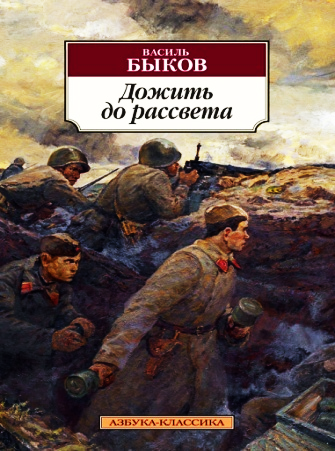 ВАСИЛЬ
БЫКОВ
Дожить
до рассвета
АЗБУКА-КЛАССИКА